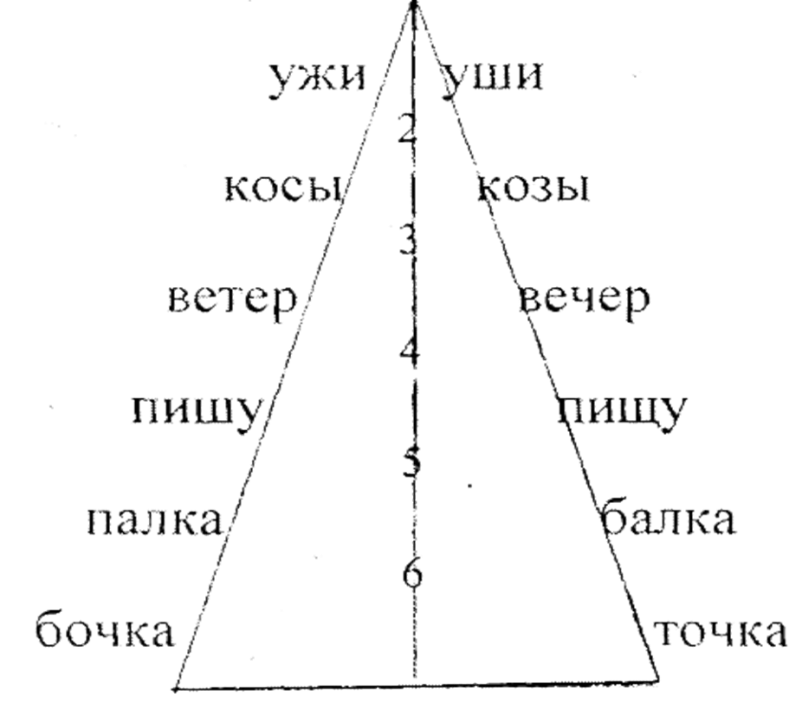 ужи уши
2
косы козы
3
ветер вечер
4
пишу пищу
5
палка балка
6
бочка точка